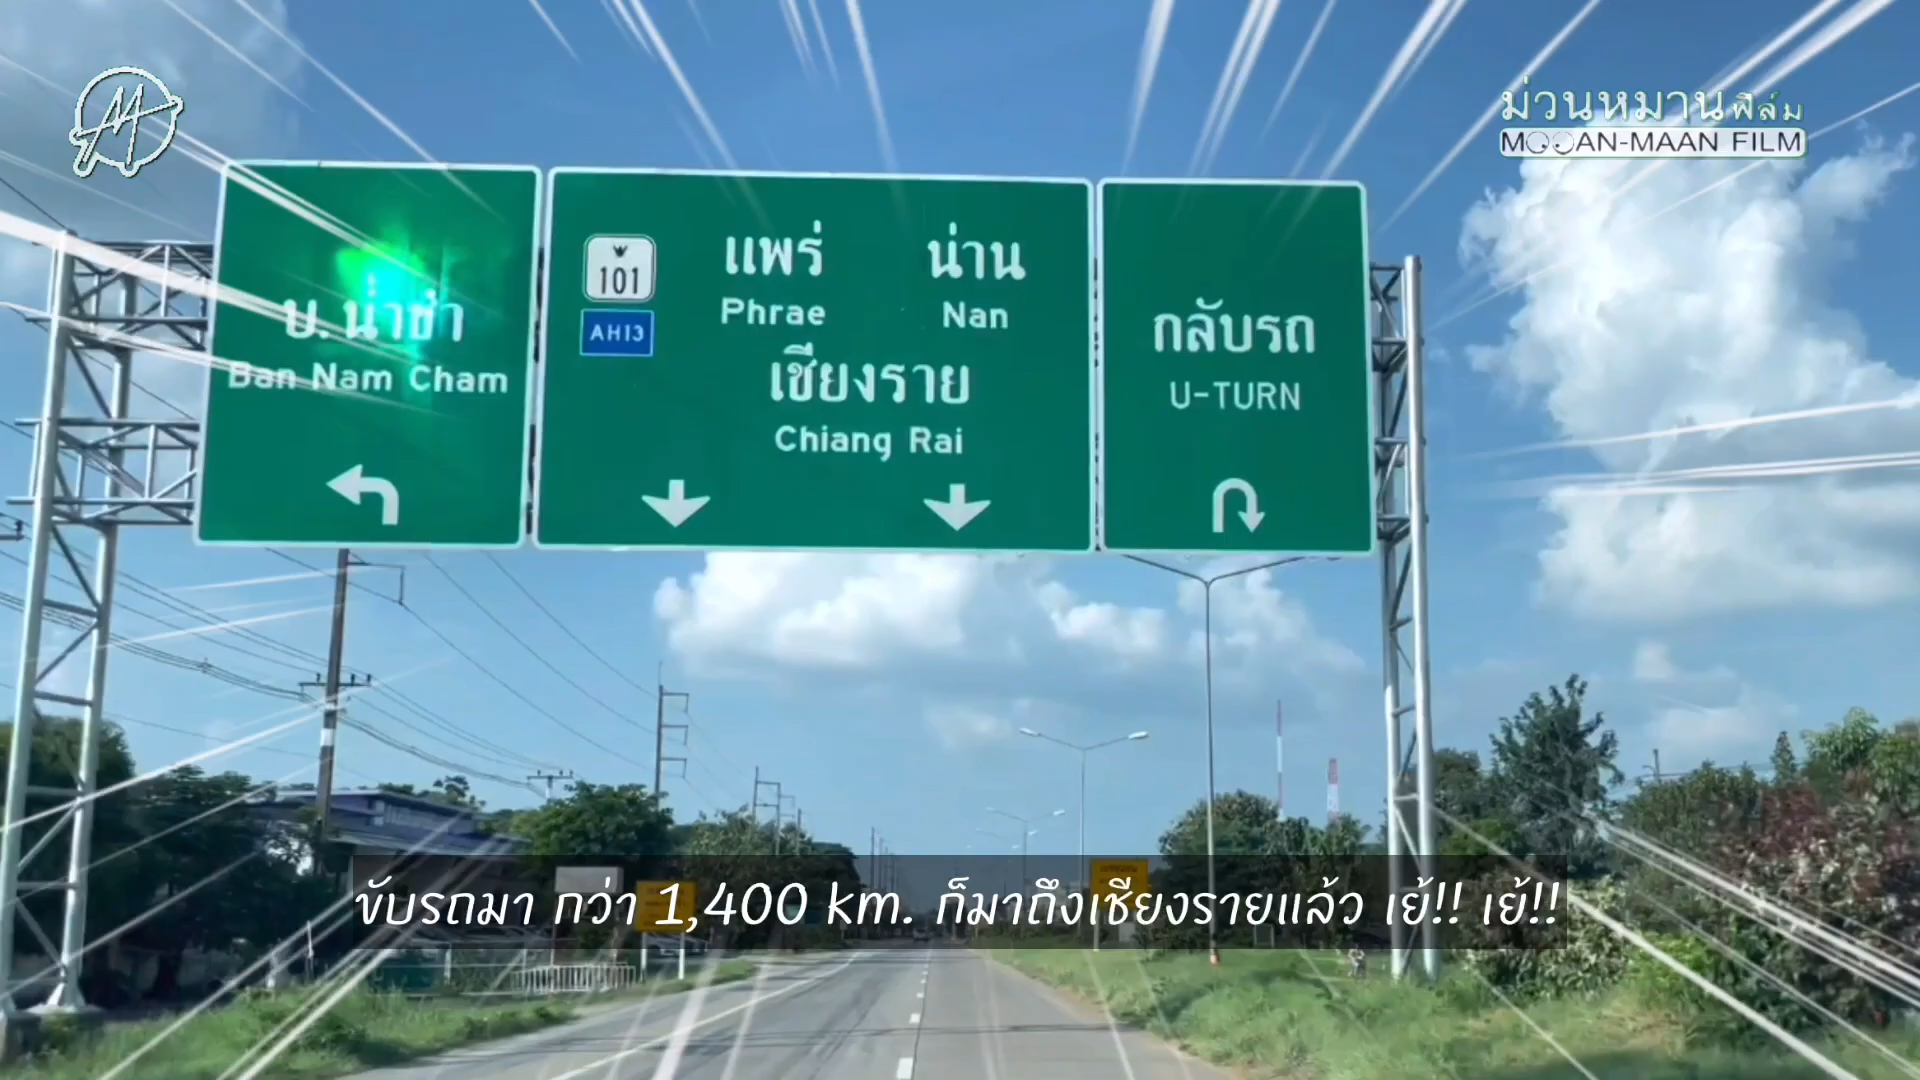 ม่วนหมานฟิล์ม
MOOAN-MAAN FILM
บ.น้ำชำ
Ban Nam Cham
101
AH13
แพร่ น่าน
Phrae Nan
เชียงราย
Chiang Rai
กลับรถ
U-TURN
ขับรถมา กว่า 1,400 km. ก็มาถึงเชียงรายแล้ว เย้!! เย้!!